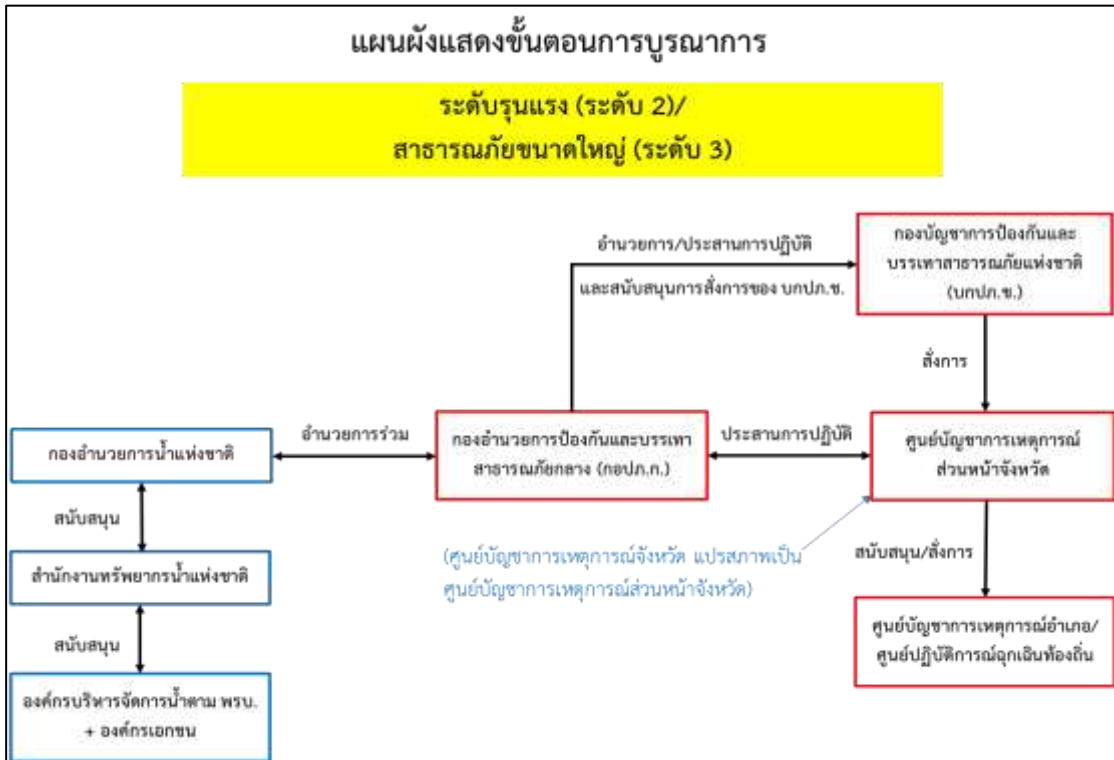 แผนผังแสดงขั้นตอนการบูรณาการ
ระดับรุนแรง (ระดับ 2)/
สาธารณภัยขนาดใหญ่ (ระดับ 3)
อำนวยการ/ประสานการปฏิบัติ
และสนับสนุนการสั่งการของ บกปภ.ช.
กองบัญชาการป้องกันและ
บรรเทาสาธารณภัยแห่งชาติ
(บกปภ.ช.)
สั่งการ
กองอำนวยการน้ำแห่งชาติ
อำนวยการร่วม
กองอำนวยการป้องกันและบรรเทา
สาธารณภัยกลาง (กอปภ.ก.)
ประสานการปฏิบัติ
ศูนย์บัญชาการเหตุการณ์
ส่วนหน้าจังหวัด
สนับสนุน
(ศูนย์บัญชาการเหตุการณ์จังหวัด แปรสภาพเป็น
ศูนย์บัญชาการเหตุการณ์ส่วนหน้าจังหวัด)
สนับสนุน/สั่งการ
สำนักงานทรัพยากรน้ำแห่งชาติ
สนับสนุน
ศูนย์บัญชาการเหตุการณ์อำเภอ/
ศูนย์ปฏิบัติการฉุกเฉินท้องถิ่น
องค์กรบริหารจัดการน้ำตาม พรบ.
+ องค์กรเอกชน